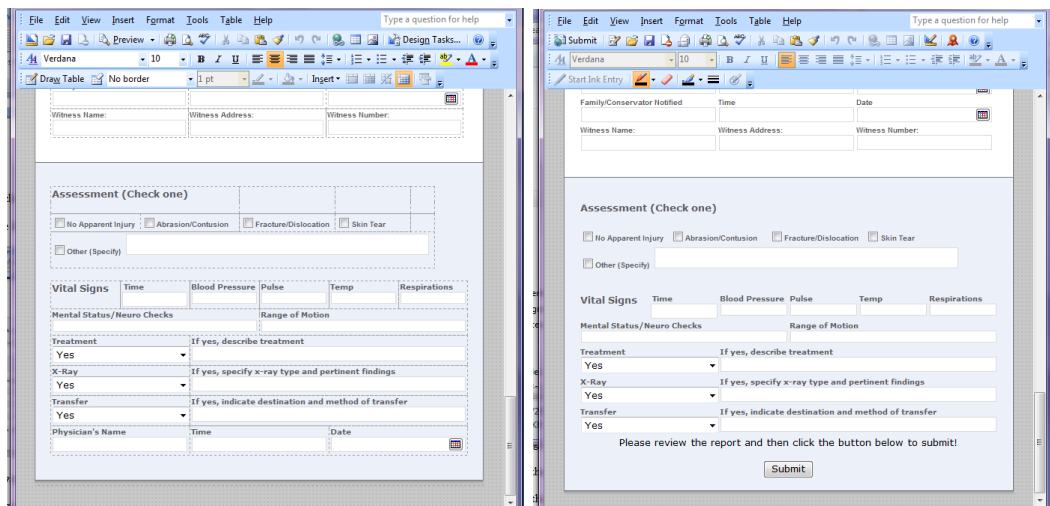 File Edit View Insert Format Tools Table Help Type a question for help
Preview Design Tasks...
Verdana 10 B I U
Draw Table No border 1 pt Insert
Witness Name: Witness Address: Witness Number:
Assessment (Check one)
No Apparent Injury Abrasion/Contusion Fracture/Dislocation Skin Tear
Other (Specify)
Vital Signs Time Blood Pressure Pulse Temp Respirations
Mental Status/Neuro Checks Range of Motion
Treatment If yes, describe treatment
Yes
X-Ray If yes, specify x-ray type and pertinent findings
Yes
Transfer If yes, indicate destination and method of transfer
Yes
Physician's Name Time Date
File Edit View Insert Format Tools Table Help Type a question for help
Submit
Verdana 10 B I U
Start Ink Entry
Family/Conservator Notified Time Date
Witness Name: Witness Address: Witness Number:
Assessment (Check one)
No Apparent Injury Abrasion/Contusion Fracture/Dislocation Skin Tear
Other (Specify)
Vital Signs Time Blood Pressure Pulse Temp Respirations
Mental Status/Neuro Checks Range of Motion
Treatment If yes, describe treatment
Yes
X-Ray If yes, specify x-ray type and pertinent findings
Yes
Transfer If yes, indicate destination and method of transfer
Yes
Please review the report and then click the button below to submit!
Submit